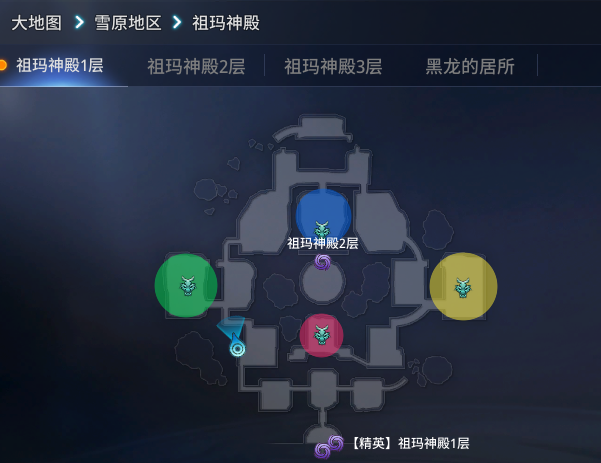 大地图 > 雪原地区 > 祖玛神殿
祖玛神殿1层 祖玛神殿2层 祖玛神殿3层 黑龙的居所
祖玛神殿2层
【精英】祖玛神殿1层